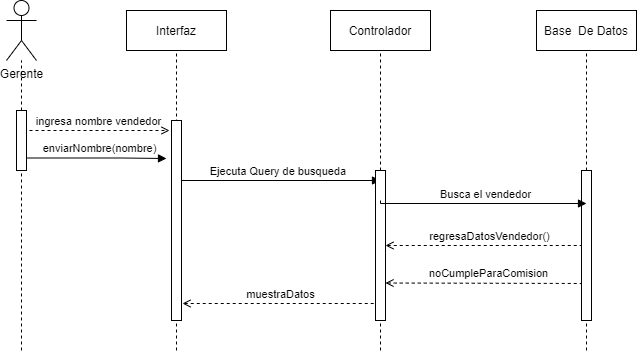 Gerente
Interfaz
Controlador
Base De Datos
ingresa nombre vendedor
enviarNombre(nombre)
Ejecuta Query de busqueda
Busca el vendedor
regresaDatosVendedor()
noCumpleParaComision
muestraDatos